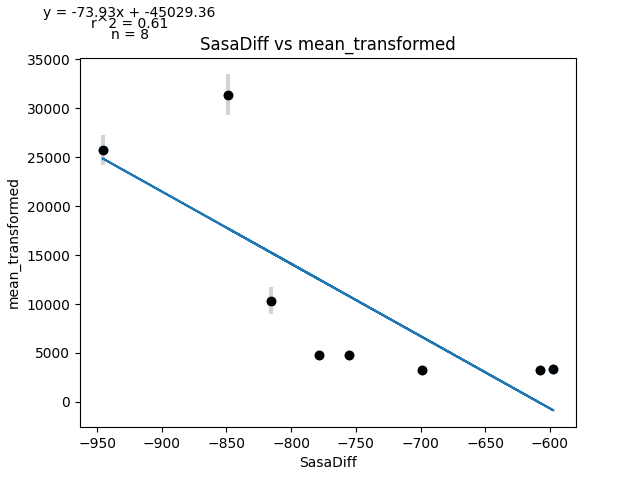 y = -73.93x + -45029.36
r^2 = 0.61
n = 8
SasaDiff vs mean_transformed
35000
30000
25000
20000
15000
10000
5000
0
mean_transformed
−950 −900 −850 −800 −750 −700 −650 −600
SasaDiff